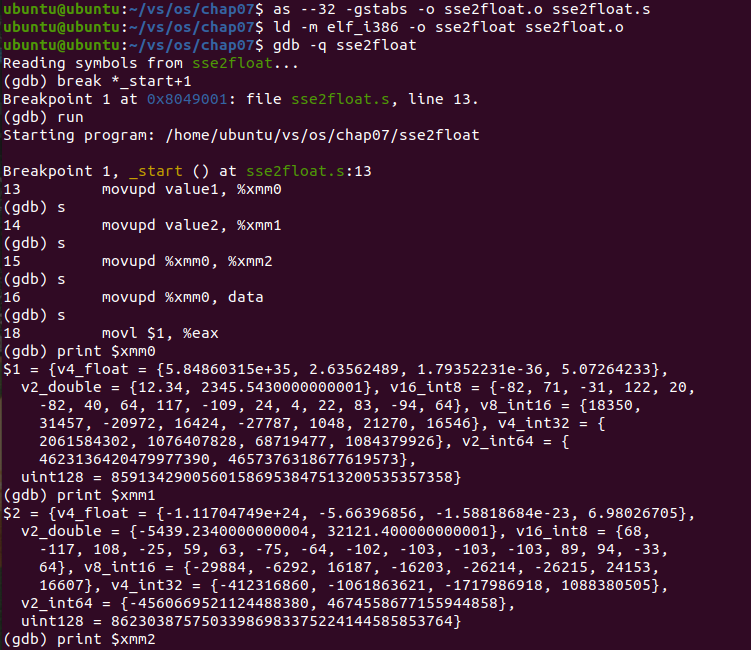 ubuntu@ubuntu:~/vs/os/chap07$ as --32 -gstabs -o sse2float.o sse2float.s
ubuntu@ubuntu:~/vs/os/chap07$ ld -m elf_i386 -o sse2float sse2float.o
ubuntu@ubuntu:~/vs/os/chap07$ gdb -q sse2float
Reading symbols from sse2float...
(gdb) break *_start+1
Breakpoint 1 at 0x8049001: file sse2float.s, line 13.
(gdb) run
Starting program: /home/ubuntu/vs/os/chap07/sse2float

Breakpoint 1, _start () at sse2float.s:13
13         movupd value1, %xmm0
(gdb) s
14         movupd value2, %xmm1
(gdb) s
15         movupd %xmm0, %xmm2
(gdb) s
16         movupd %xmm0, data
(gdb) s
18         movl $1, %eax
(gdb) print $xmm0
$1 = {v4_float = {5.84860315e+35, 2.63562489, 1.79352231e-36, 5.07264233},
  v2_double = {12.34, 2345.5430000000001}, v16_int8 = {-82, 71, -31, 122, 20,
    -82, 40, 64, 117, -109, 24, 4, 22, 83, -94, 64}, v8_int16 = {18350,
    31457, -20972, 16424, -27787, 1048, 21270, 16546}, v4_int32 = {
    2061584302, 1076407828, 68719477, 1084379926}, v2_int64 = {
    4623136420479977390, 4657376318677619573},
  uint128 = 85913429005601586953847513200535357358}
(gdb) print $xmm1
$2 = {v4_float = {-1.11704749e+24, -5.66396856, -1.58818684e-23, 6.98026705},
  v2_double = {-5439.2340000000004, 32121.400000000001}, v16_int8 = {68,
    -117, 108, -25, 59, 63, -75, -64, -102, -103, -103, -103, 89, 94, -33,
    64}, v8_int16 = {-29884, -6292, 16187, -16203, -26214, -26215, 24153,
    16607}, v4_int32 = {-412316860, -1061863621, -1717986918, 1088380505},
  v2_int64 = {-4560669521124488380, 4674558677155944858},
  uint128 = 86230387575033986983375224144585853764}
(gdb) print $xmm2